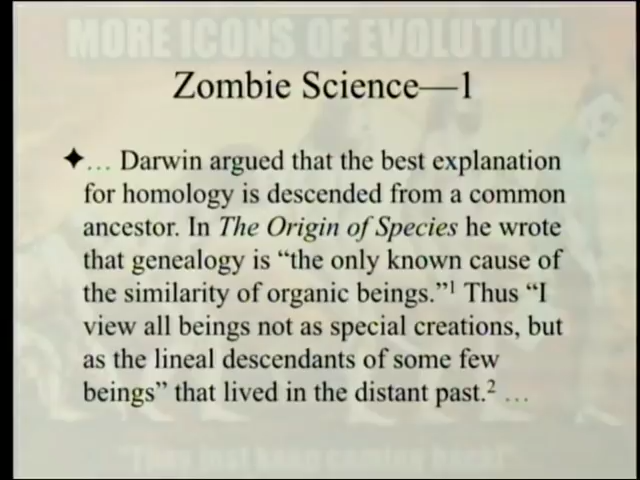 MORE ICONS OF EVOLUTION
Zombie Science—1
✦… Darwin argued that the best explanation
for homology is descended from a common
ancestor. In The Origin of Species he wrote
that genealogy is “the only known cause of
the similarity of organic beings.”¹ Thus “I
view all beings not as special creations, but
as the lineal descendants of some few
beings” that lived in the distant past.² …
"They just keep coming back!"